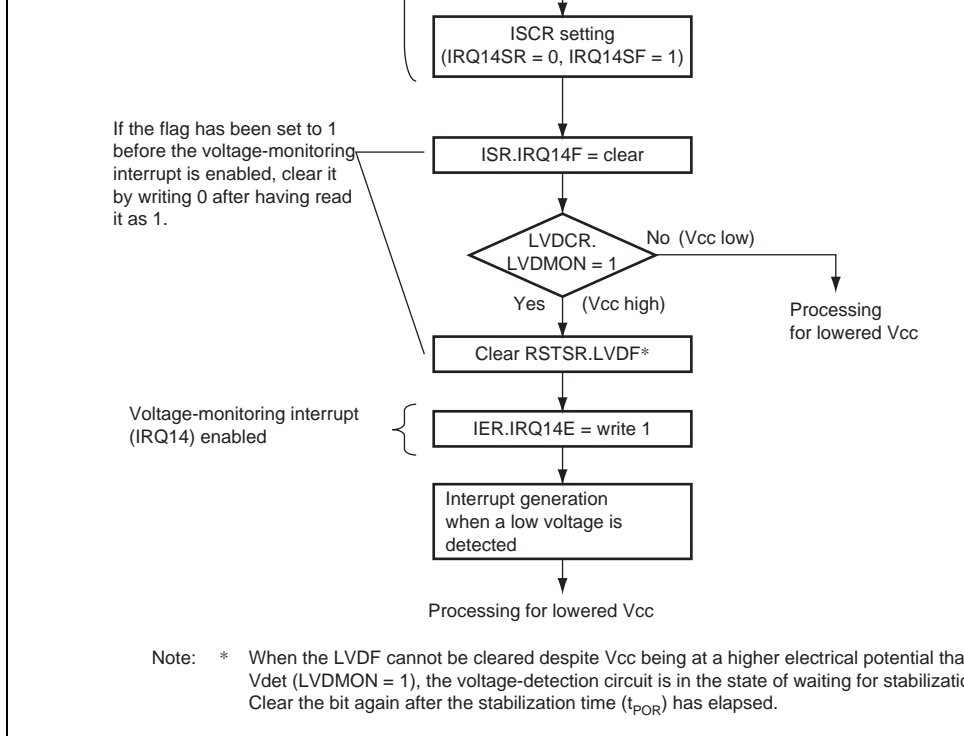 ISCR setting
(IRQ14SR = 0, IRQ14SF = 1)
If the flag has been set to 1
before the voltage-monitoring
interrupt is enabled, clear it
by writing 0 after having read
it as 1.
ISR.IRQ14F = clear
LVDCR.
LVDMON = 1
No (Vcc low)
Yes (Vcc high)
Processing
for lowered Vcc
Clear RSTSR.LVDF*
Voltage-monitoring interrupt
(IRQ14) enabled
IER.IRQ14E = write 1
Interrupt generation
when a low voltage is
detected
Processing for lowered Vcc
Note: * When the LVDF cannot be cleared despite Vcc being at a higher electrical potential tha
Vdet (LVDMON = 1), the voltage-detection circuit is in the state of waiting for stabilizatio
Clear the bit again after the stabilization time (tPOR) has elapsed.